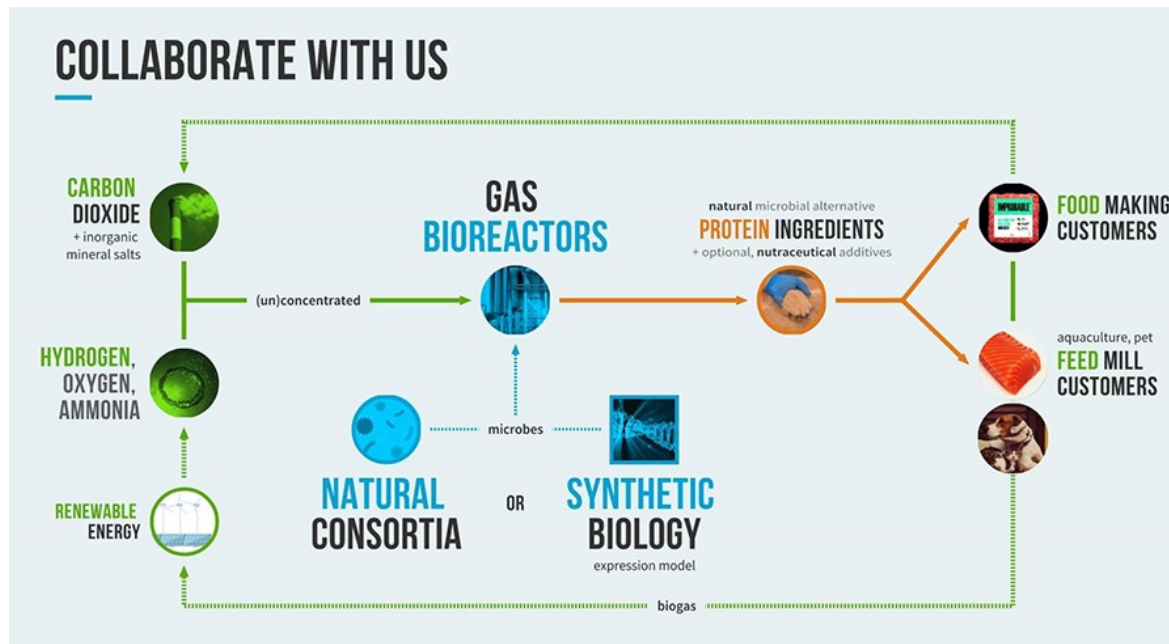 COLLABORATE WITH US
CARBON
DIOXIDE
+ inorganic
mineral salts
(un)concentrated
HYDROGEN,
OXYGEN,
AMMONIA
RENEWABLE
ENERGY
GAS
BIOREACTORS
microbes
NATURAL
CONSORTIA
OR
SYNTHETIC
BIOLOGY
expression model
natural microbial alternative
PROTEIN INGREDIENTS
+ optional, nutraceutical additives
IMPROBABLE
FOOD MAKING
CUSTOMERS
aquaculture, pet
FEED MILL
CUSTOMERS
biogas